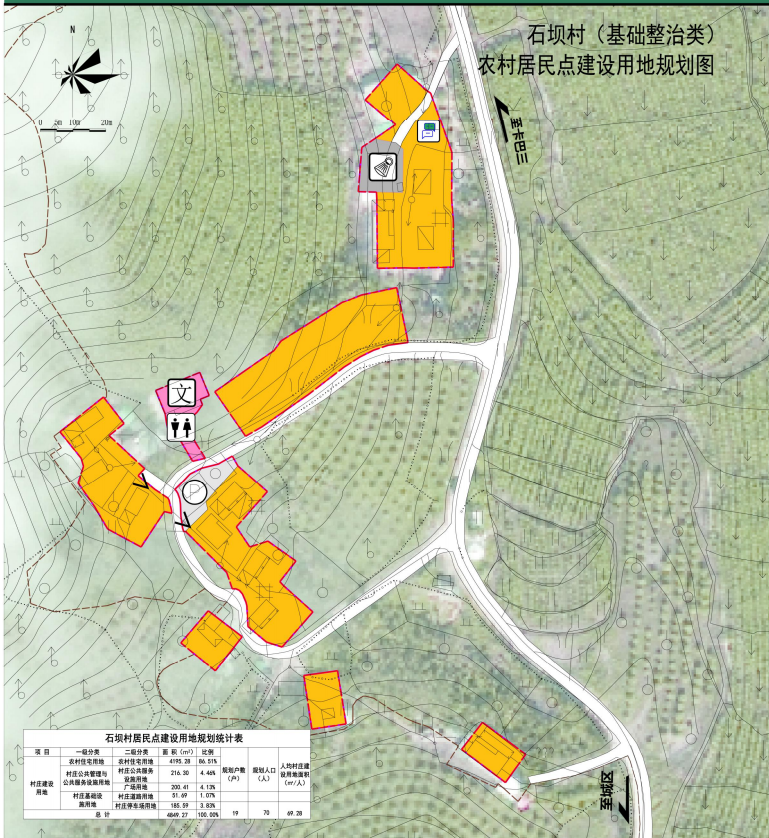 石坝村（基础整治类）
农村居民点建设用地规划图
N
0 5m 10m 20m
至卡巴三
文
P
至城区
石坝村居民点建设用地规划统计表
项 目 一级分类 二级分类 面 积（㎡） 比例 规划户数（户） 规划人口（人） 人均村庄建设用地面积（㎡/人）
村庄建设用地 农村住宅用地 农村住宅用地 4195.28 86.51%
村庄公共管理与公共服务设施用地 村庄公共服务设施用地 216.30 4.46%
广场用地 200.41 4.13%
村庄基础设施用地 村庄道路用地 51.69 1.07%
村庄停车场用地 185.59 3.83%
总 计 4849.27 100.00% 19 70 69.28